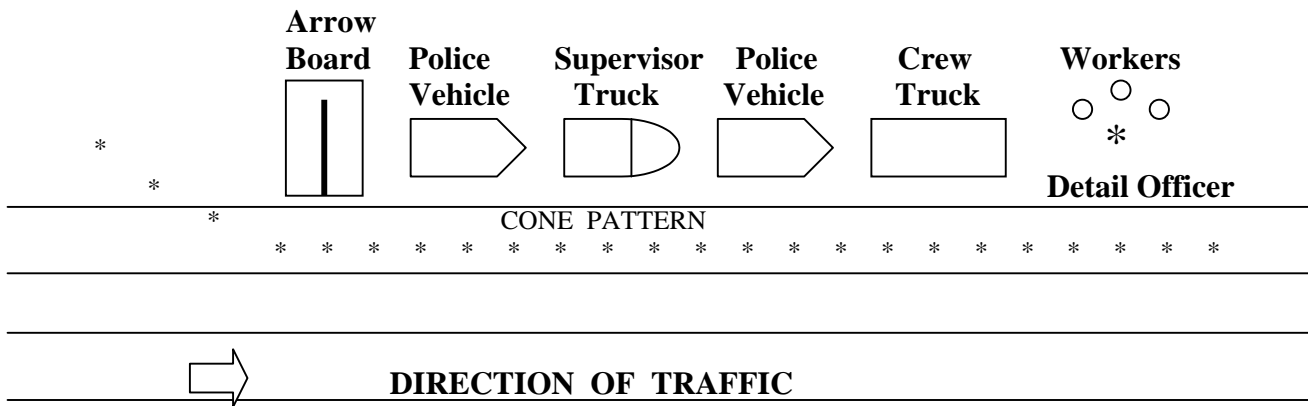 Arrow
Board
Police
Vehicle
Supervisor
Truck
Police
Vehicle
Crew
Truck
Workers
Detail Officer
CONE PATTERN
DIRECTION OF TRAFFIC